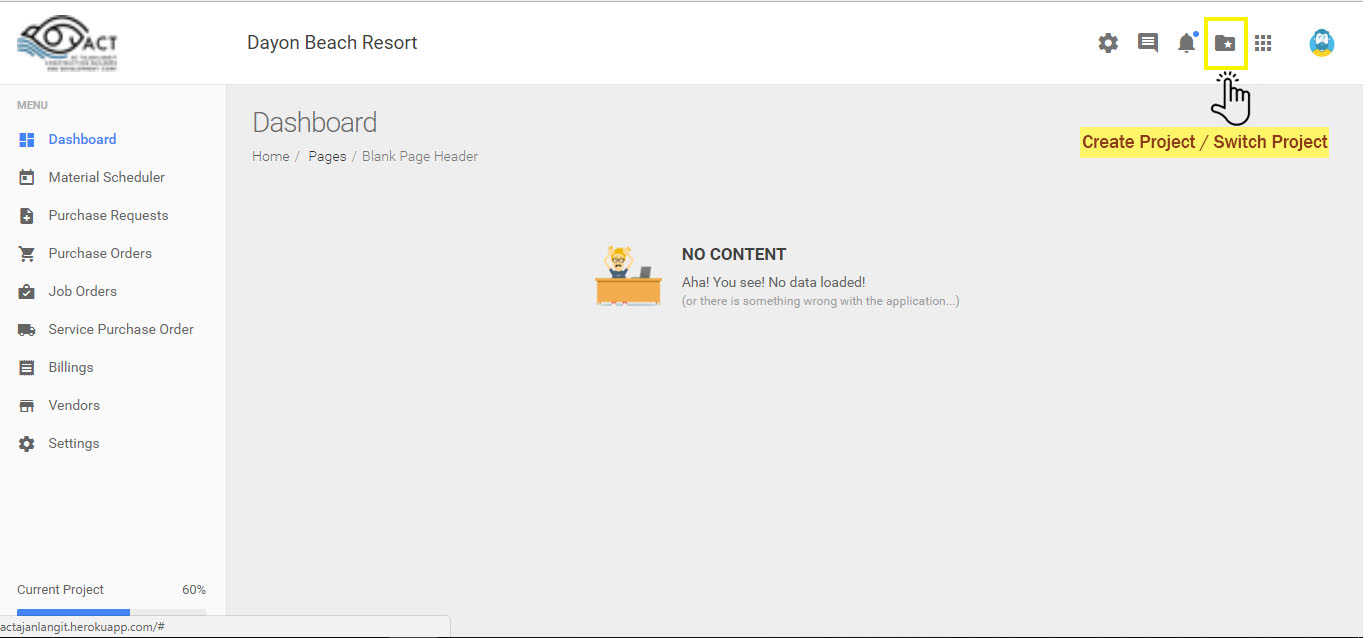 ACT
Dayon Beach Resort
Create Project / Switch Project
MENU
Dashboard
Material Scheduler
Purchase Requests
Purchase Orders
Job Orders
Service Purchase Order
Billings
Vendors
Settings
Current Project 60%
actajanlangit.herokuapp.com/#
Dashboard
Home / Pages / Blank Page Header
NO CONTENT
Aha! You see! No data loaded!
(or there is something wrong with the application...)